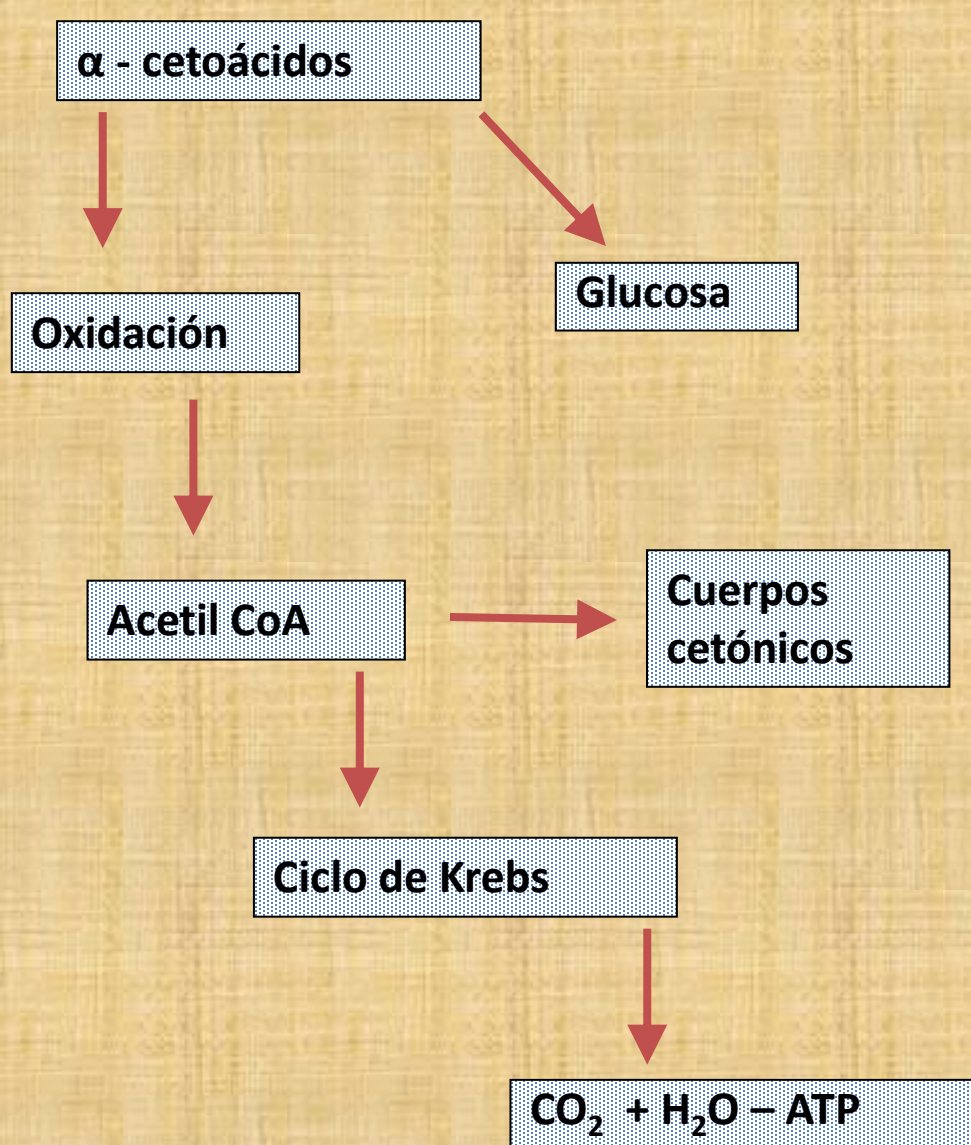 α - cetoácidos
Glucosa
Oxidación
Acetil CoA
Cuerpos
cetónicos
Ciclo de Krebs
CO₂ + H₂O – ATP